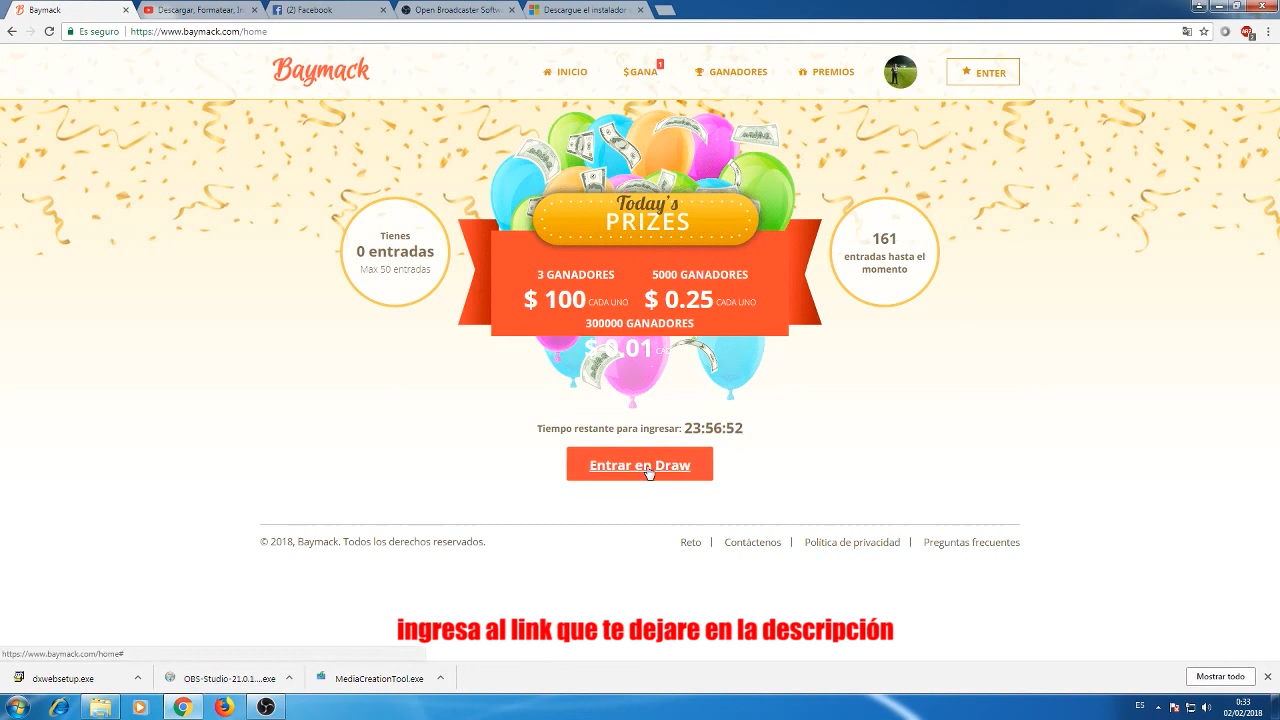 Baymack
Descargar, Formatear, In
(2) Facebook
Open Broadcaster Softw
Descargue el instalador
Es seguro
https://www.baymack.com/home
Baymack
INICIO
$GANA
1
GANADORES
PREMIOS
ENTER
Today's
PRIZES
Tienes
0 entradas
Max 50 entradas
3 GANADORES
$ 100 CADA UNO
5000 GANADORES
$ 0.25 CADA UNO
300000 GANADORES
$ 0.01
161
entradas hasta el
momento
Tiempo restante para ingresar: 23:56:52
Entrar en Draw
© 2018, Baymack. Todos los derechos reservados.
Reto | Contáctenos | Política de privacidad | Preguntas frecuentes
ingresa al link que te dejare en la descripción
https://www.baymack.com/home#
dxwebsetup.exe
OBS-Studio-21.0.1....exe
MediaCreationTool.exe
Mostrar todo
ES
0:33
02/02/2018